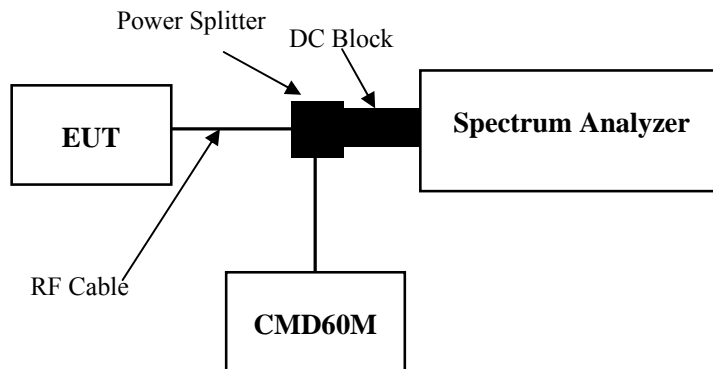 Power Splitter
DC Block
EUT
Spectrum Analyzer
RF Cable
CMD60M